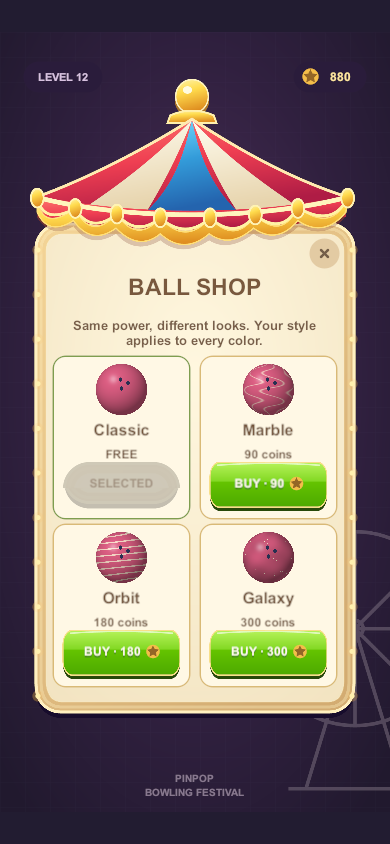 LEVEL 12
880
BALL SHOP
Same power, different looks. Your style
applies to every color.
Classic
FREE
SELECTED
Marble
90 coins
BUY · 90
Orbit
180 coins
BUY · 180
Galaxy
300 coins
BUY · 300
PINPOP
BOWLING FESTIVAL